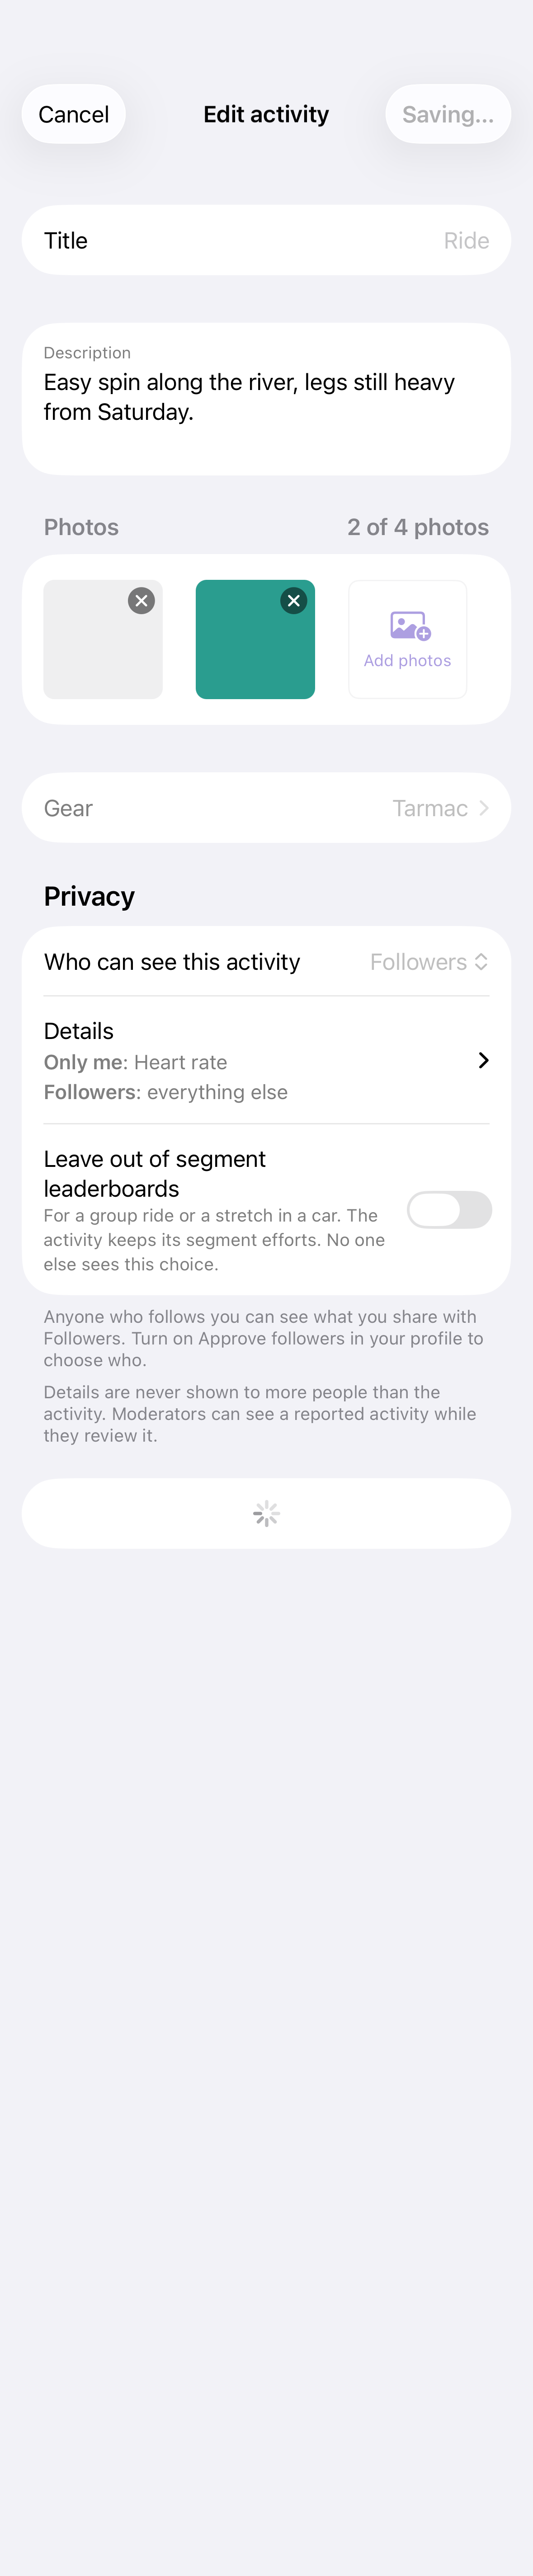 Cancel
Edit activity
Saving...
Title
Ride
Description
Easy spin along the river, legs still heavy
from Saturday.
Photos
2 of 4 photos
Add photos
Gear
Tarmac
Privacy
Who can see this activity
Followers
Details
Only me: Heart rate
Followers: everything else
Leave out of segment
leaderboards
For a group ride or a stretch in a car. The
activity keeps its segment efforts. No one
else sees this choice.
Anyone who follows you can see what you share with
Followers. Turn on Approve followers in your profile to
choose who.
Details are never shown to more people than the
activity. Moderators can see a reported activity while
they review it.